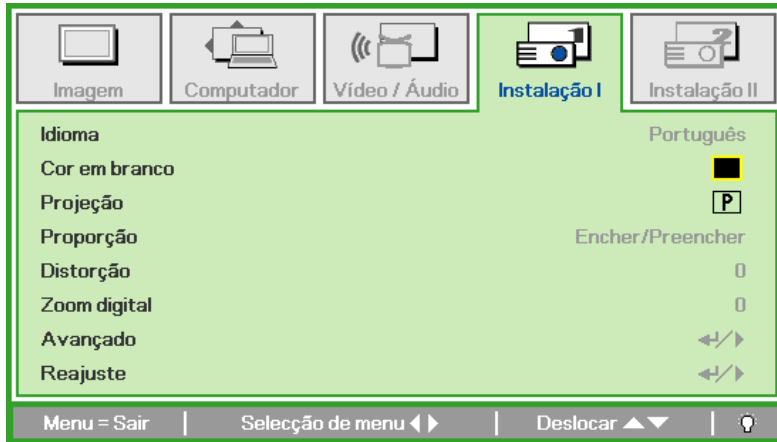 Imagem
Computador
Vídeo / Áudio
Instalação I
Instalação II
Idioma Português
Cor em branco
Projeção P
Proporção Encher/Preencher
Distorção 0
Zoom digital 0
Avançado
Reajuste
Menu = Sair Selecção de menu Deslocar